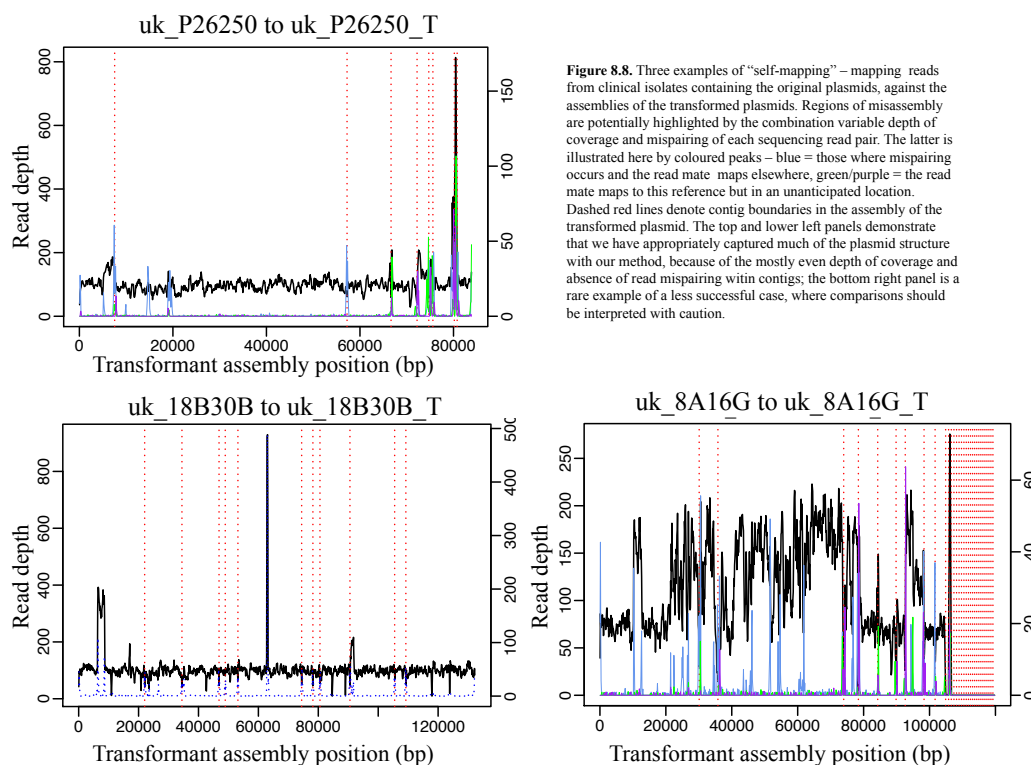 uk_P26250 to uk_P26250_T
800
600
400
200
0
150
100
50
0
Read depth
0
20000
40000
60000
80000
Transformant assembly position (bp)
Figure 8.8. Three examples of “self-mapping” – mapping reads
from clinical isolates containing the original plasmids, against the
assemblies of the transformed plasmids. Regions of misassembly
are potentially highlighted by the combination variable depth of
coverage and mispairing of each sequencing read pair. The latter is
illustrated here by coloured peaks – blue = those where mispairing
occurs and the read mate maps elsewhere, green/purple = the read
mate maps to this reference but in an unanticipated location.
Dashed red lines denote contig boundaries in the assembly of the
transformed plasmid. The top and lower left panels demonstrate
that we have appropriately captured much of the plasmid structure
with our method, because of the mostly even depth of coverage and
absence of read mispairing witin contigs; the bottom right panel is a
rare example of a less successful case, where comparisons should
be interpreted with caution.
uk_18B30B to uk_18B30B_T
800
600
400
200
0
500
400
300
200
100
0
Read depth
0
20000
40000
60000
80000
120000
Transformant assembly position (bp)
uk_8A16G to uk_8A16G_T
250
200
150
100
50
0
60
40
20
0
Read depth
0
20000
40000
60000
80000
100000
Transformant assembly position (bp)